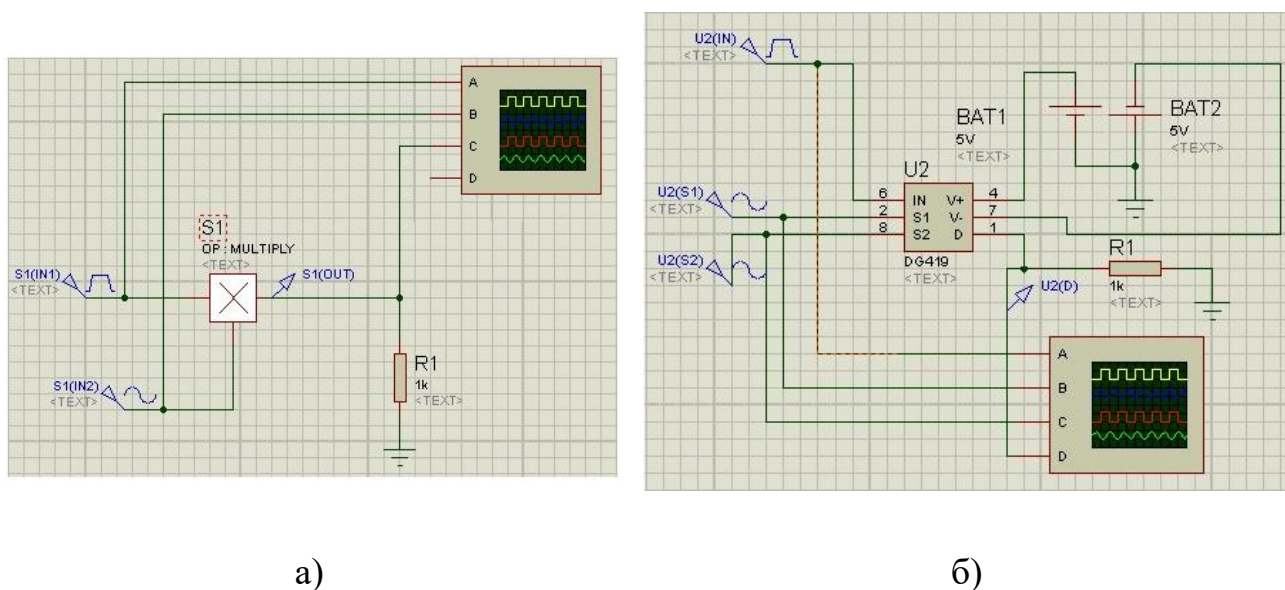 A
B
C
D
S1
OP : MULTIPLY
<TEXT>
S1(IN1)
<TEXT>
S1(OUT)
R1
1k
<TEXT>
S1(IN2)
<TEXT>
а)
U2(IN)
<TEXT>
BAT1
5V
<TEXT>
BAT2
5V
<TEXT>
U2
6 IN V+ 4
2 S1 V- 7
8 S2 D 1
DG419
<TEXT>
U2(S1)
<TEXT>
U2(S2)
<TEXT>
R1
1k
<TEXT>
U2(D)
A
B
C
D
б)